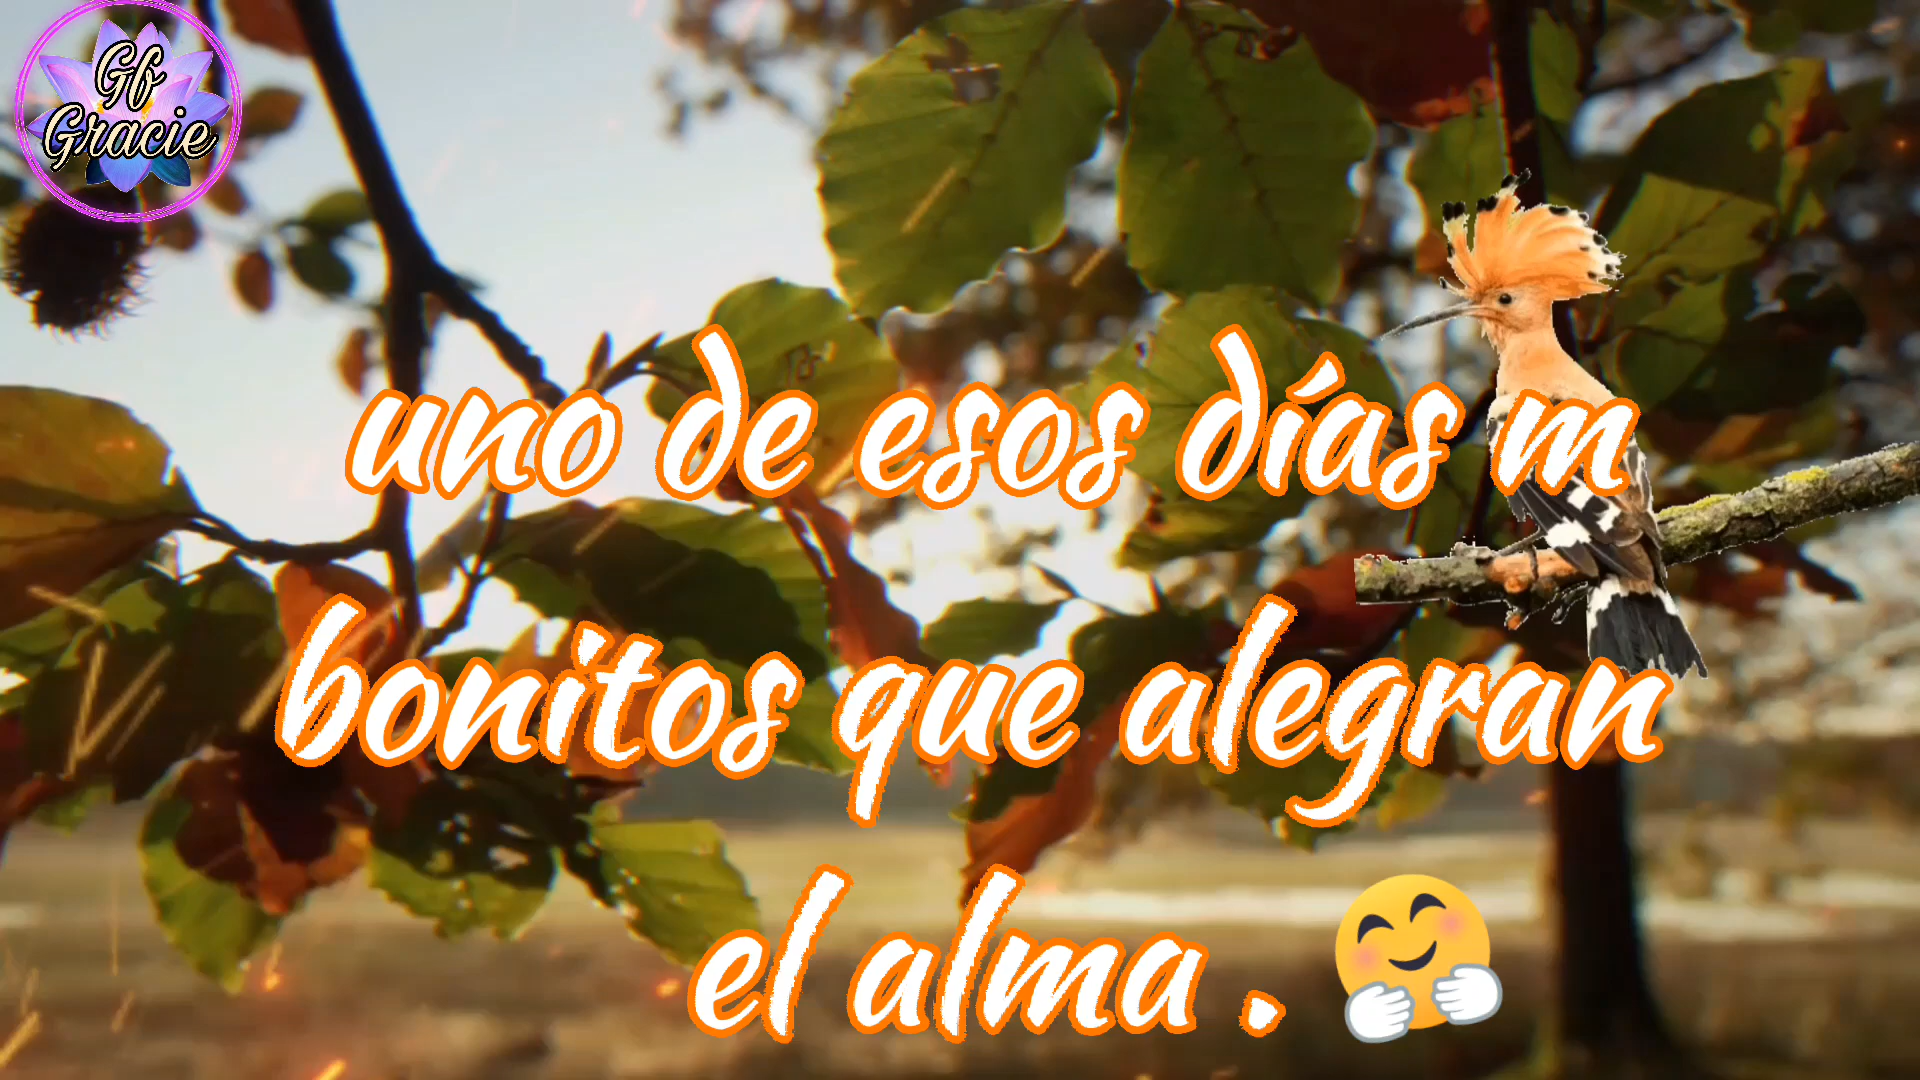 Gf
Gracie
uno de esos días m
bonitos que alegran
el alma . 🤗